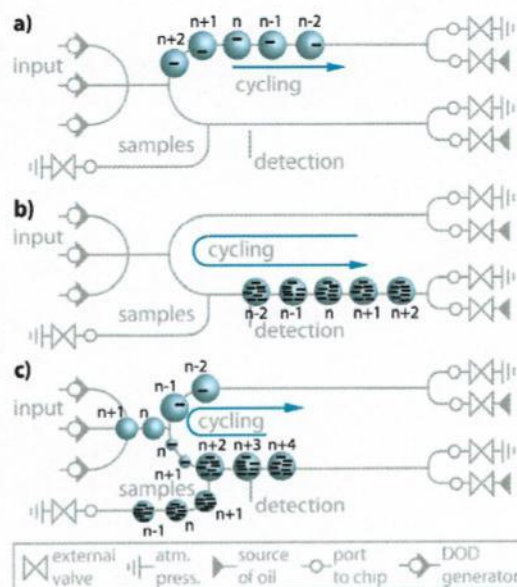 a)
n+2 n+1 n n-1 n-2
input
cycling
samples
detection
b)
input
cycling
samples
n-2 n-1 n n+1 n+2
detection
c)
n-2
n-1
input
n+1 n
cycling
n
n+1
n+2 n+3 n+4
samples
detection
n-1 n n+1
external valve
atm. press.
source of oil
port to chip
DOD generator